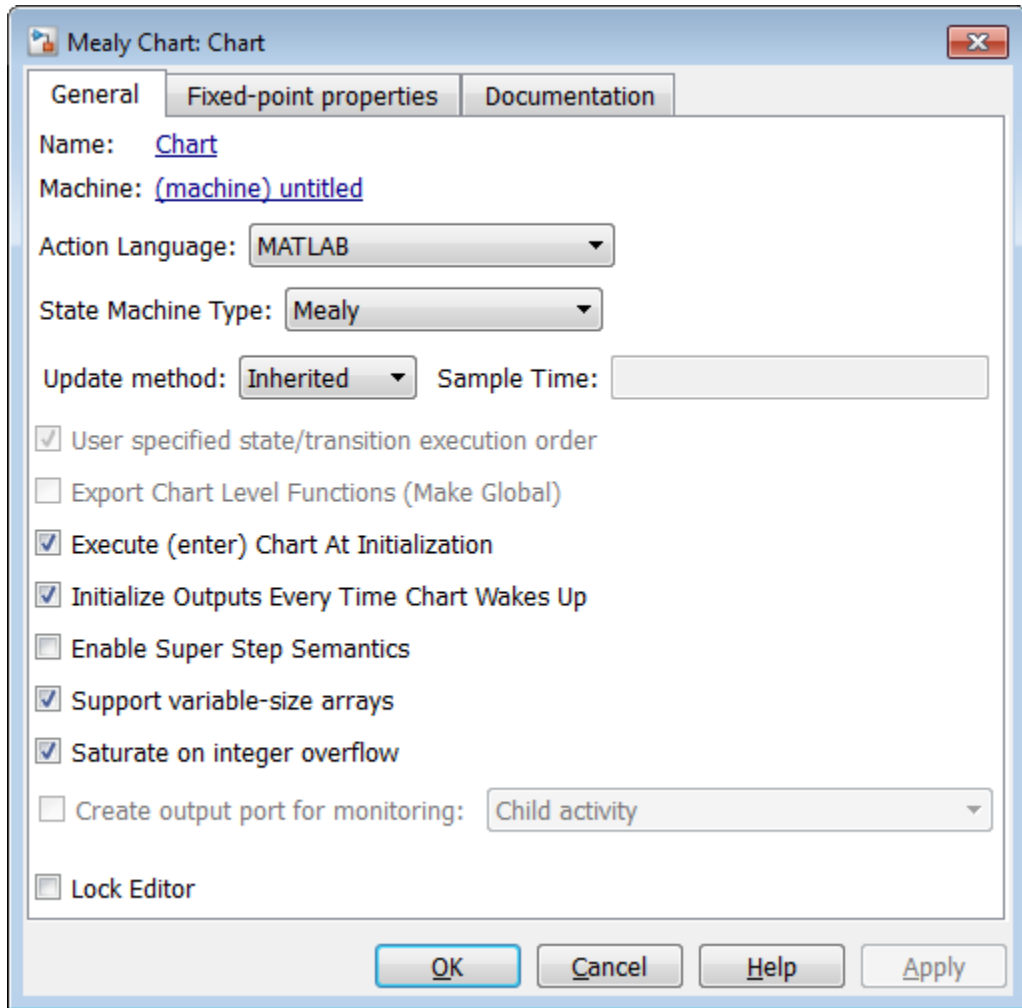 Mealy Chart: Chart
General Fixed-point properties Documentation
Name: Chart
Machine: (machine) untitled
Action Language: MATLAB
State Machine Type: Mealy
Update method: Inherited Sample Time:
User specified state/transition execution order
Export Chart Level Functions (Make Global)
Execute (enter) Chart At Initialization
Initialize Outputs Every Time Chart Wakes Up
Enable Super Step Semantics
Support variable-size arrays
Saturate on integer overflow
Create output port for monitoring: Child activity
Lock Editor
OK Cancel Help Apply